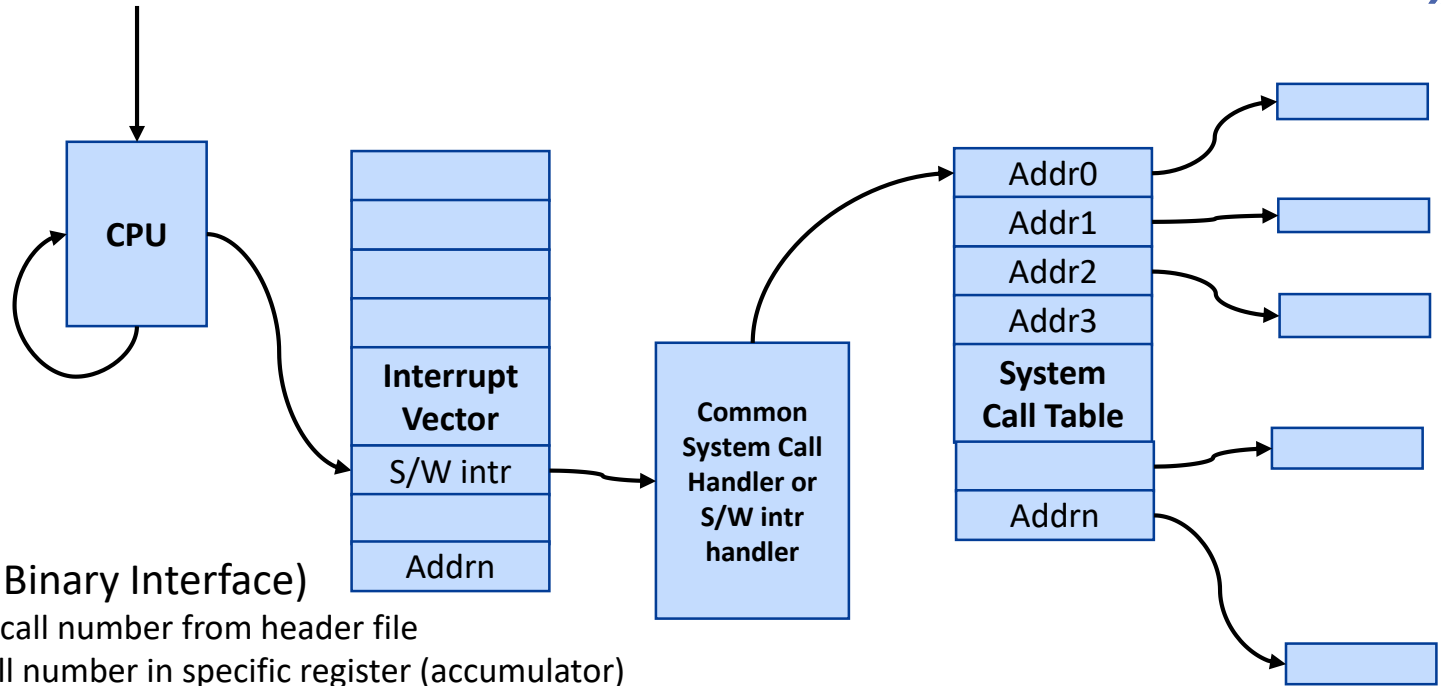 CPU
Interrupt
Vector
S/W intr
Addrn
Common
System Call
Handler or
S/W intr
handler
Addr0
Addr1
Addr2
Addr3
System
Call Table
Addrn
Binary Interface)
call number from header file
number in specific register (accumulator)